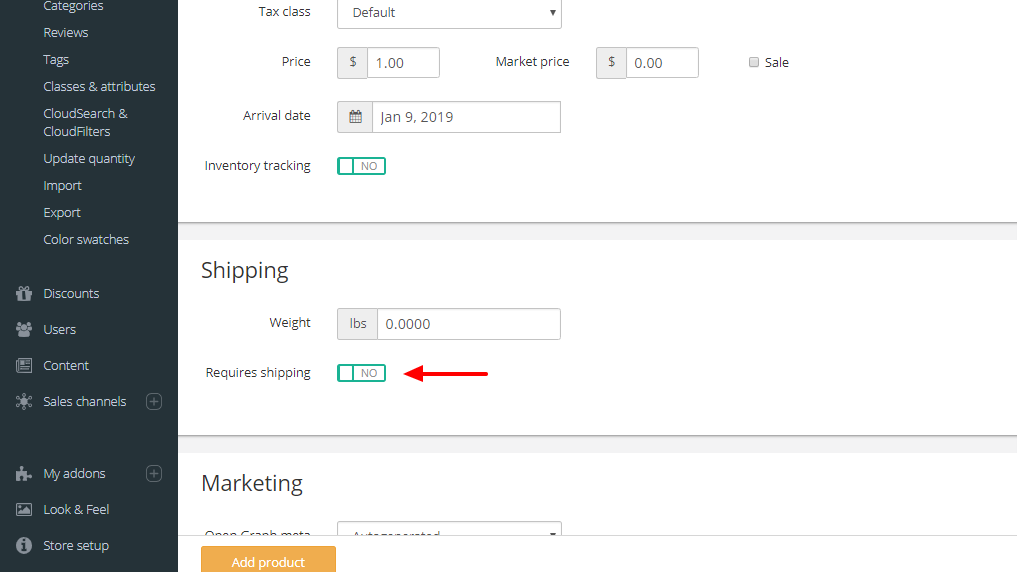 Categories
Reviews
Tags
Classes & attributes
CloudSearch &
CloudFilters
Update quantity
Import
Export
Color swatches
Discounts
Users
Content
Sales channels
My addons
Look & Feel
Store setup
Tax class Default
Price $ 1.00 Market price $ 0.00 Sale
Arrival date Jan 9, 2019
Inventory tracking NO
Shipping
Weight lbs 0.0000
Requires shipping NO
Marketing
Open Graph meta Autogenerated
Add product